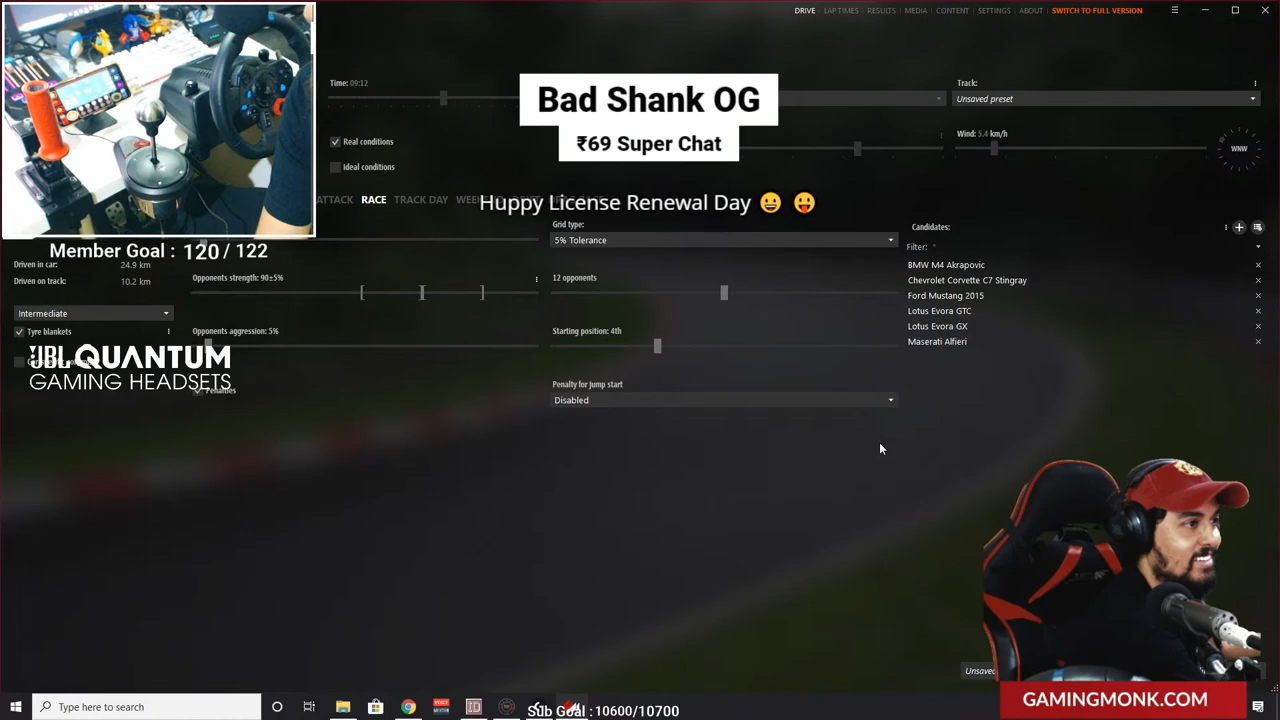 DRIVE LAP TIMES RESULTS MEDIA CONTENT SETTINGS ABOUT SWITCH TO FULL VERSION
Time: 09:12
Track:
Unsaved preset
Bad Shank OG
₹69 Super Chat
Wind: 5.4 km/h
WNW
Real conditions
Ideal conditions
ATTACK RACE TRACK DAY
Huppy License Renewal Day 😀 😛
Member Goal : 120 / 122
Driven in car: 24.9 km
Driven on track: 10.2 km
Intermediate
Tyre blankets
JBL QUANTUM
GAMING HEADSETS
Opponents strength: 90±5%
Opponents aggression: 5%
Penalties
Grid type:
5% Tolerance
12 opponents
Starting position: 4th
Penalty for jump start
Disabled
Candidates:
Filter: *
BMW M4 Akrapovic
Chevrolet Corvette C7 Stingray
Ford Mustang 2015
Lotus Evora GTC
Lotus Evora GX
Maserati Alfieri
GAMINGMONK.COM
Type here to search
Sub Goal : 10600/10700